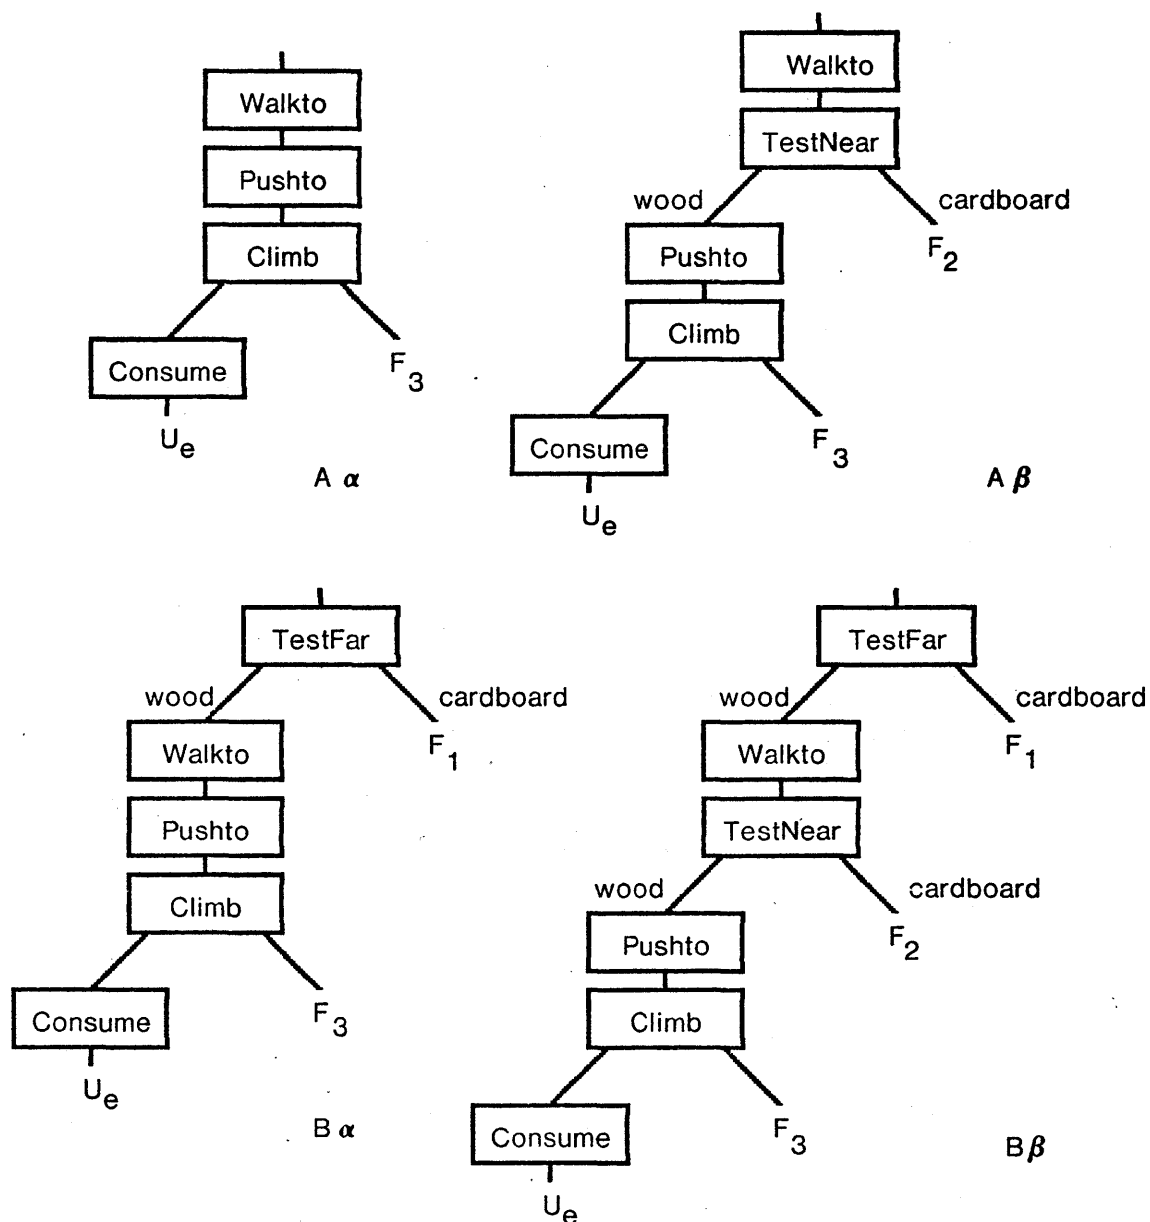 Walkto
Pushto
Climb
Consume
F3
Ue
A α
Walkto
TestNear
wood
cardboard
Pushto
F2
Climb
Consume
F3
Ue
A β
TestFar
wood
cardboard
Walkto
F1
Pushto
Climb
Consume
F3
Ue
B α
TestFar
wood
cardboard
Walkto
F1
TestNear
wood
cardboard
Pushto
F2
Climb
Consume
F3
Ue
B β